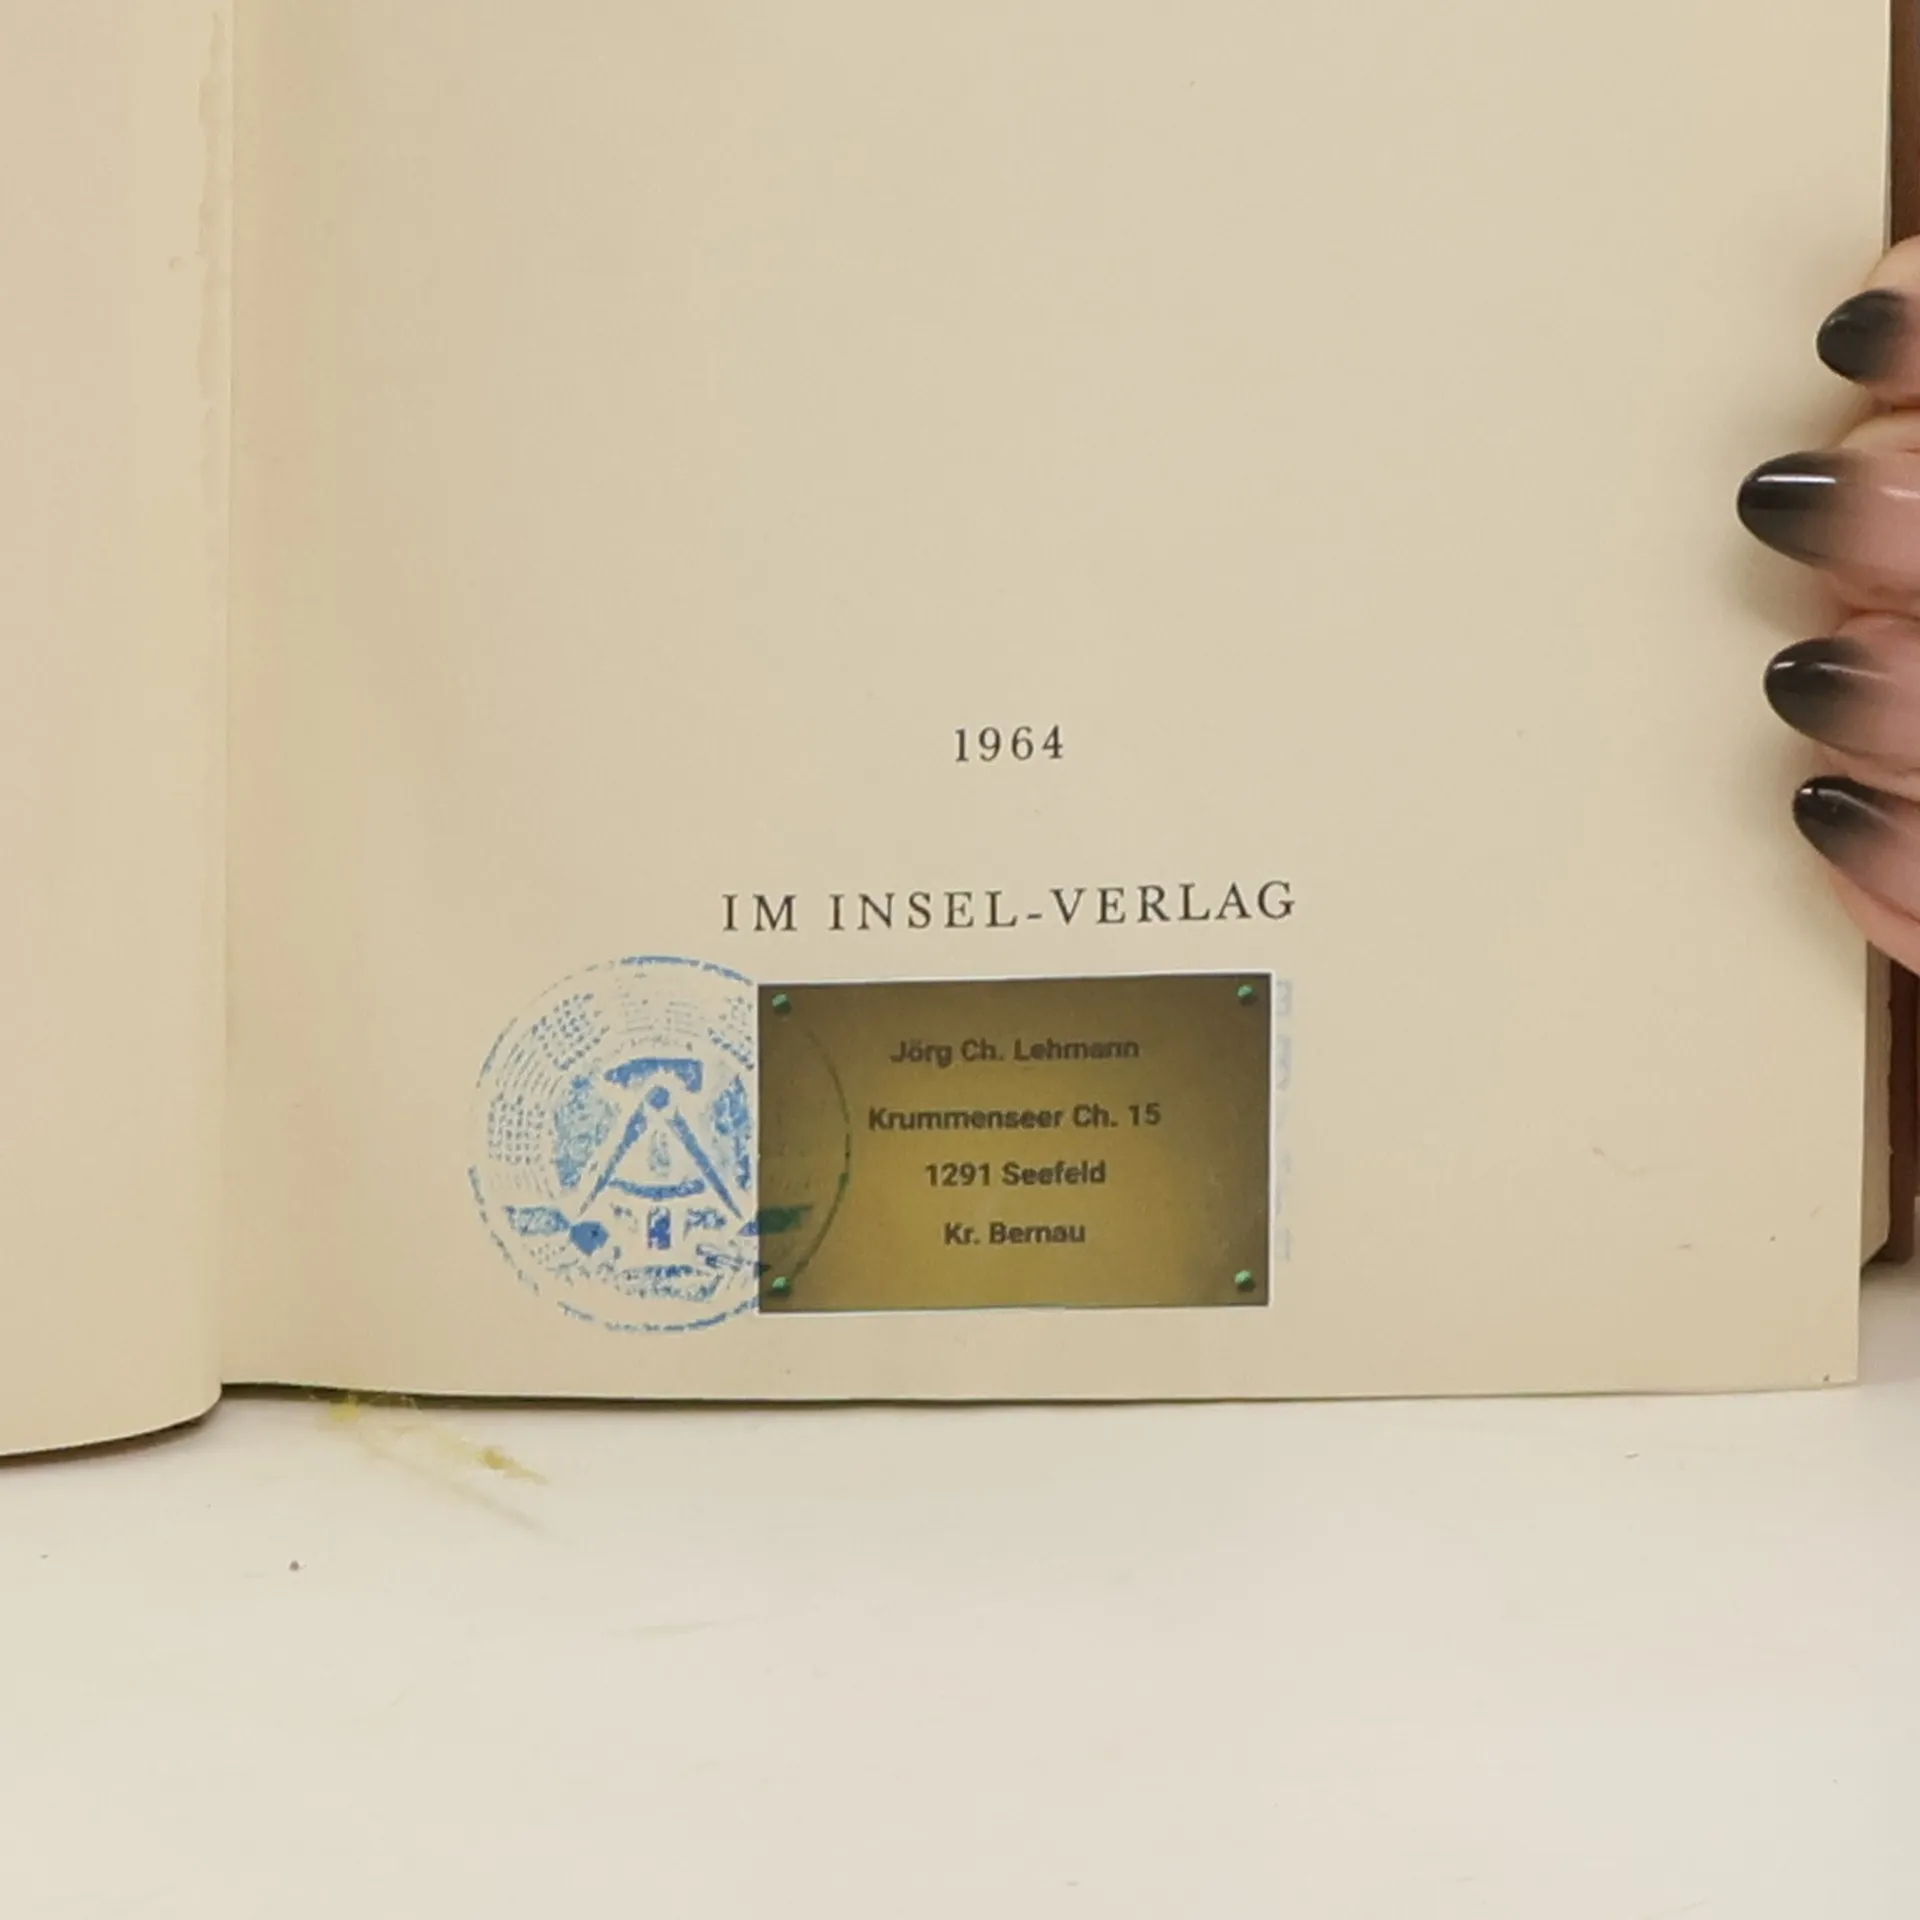 1964
IM INSEL-VERLAG
Jörg Ch. Lehmann
Krummenseer Ch. 15
1291 Seefeld
Kr. Bernau